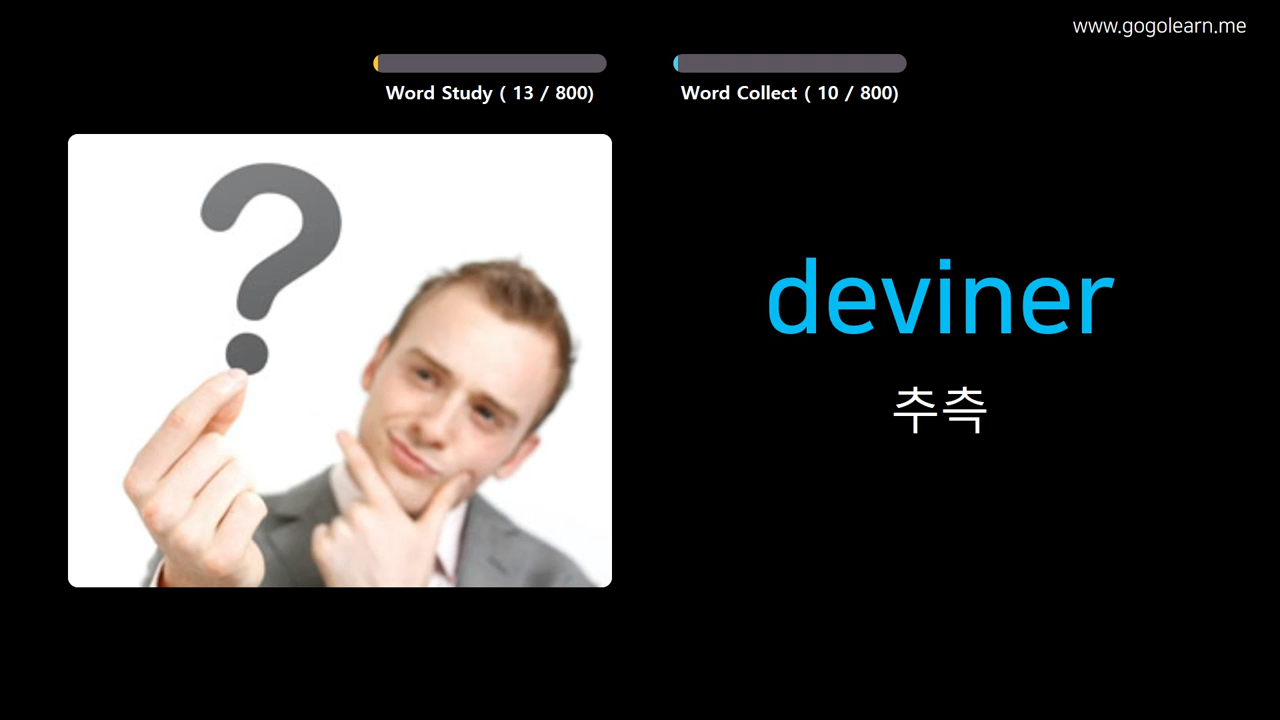 www.gogolearn.me
Word Study ( 13 / 800)
Word Collect ( 10 / 800)
?
deviner
추측